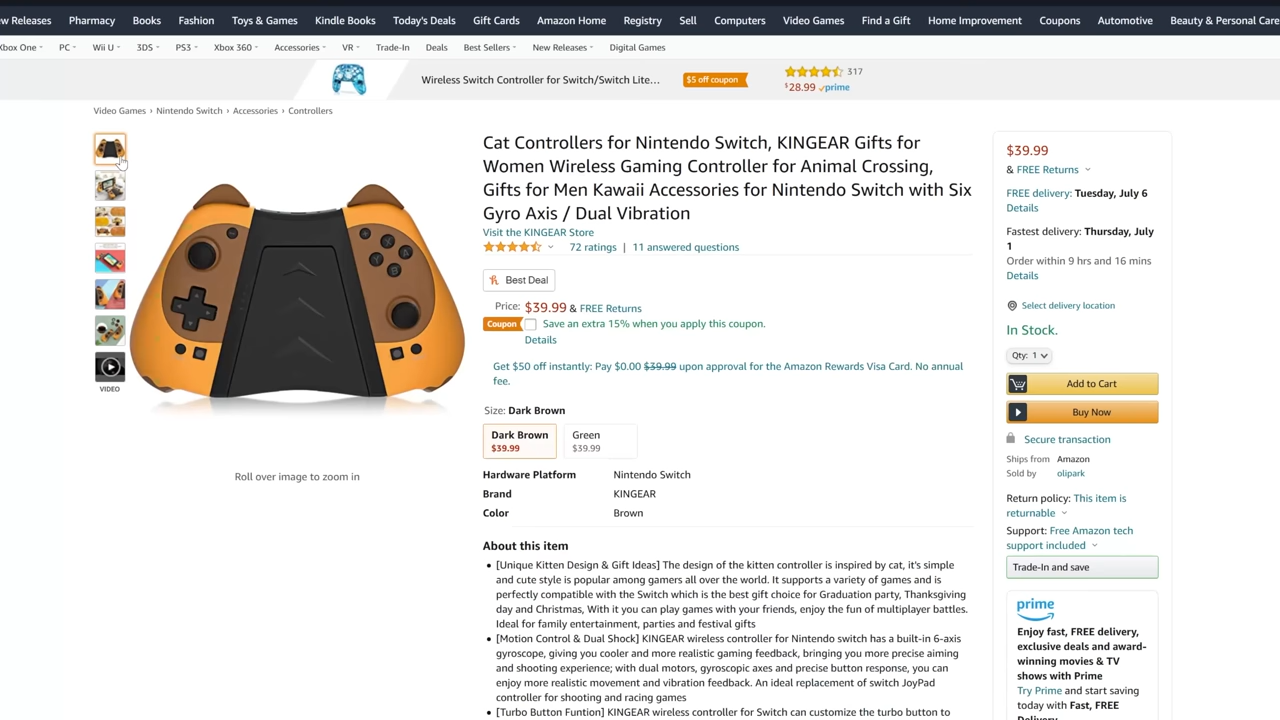 ew Releases Pharmacy Books Fashion Toys & Games Kindle Books Today's Deals Gift Cards Amazon Home Registry Sell Computers Video Games Find a Gift Home Improvement Coupons Automotive Beauty & Personal Care
Xbox One PC Wii U 3DS PS3 Xbox 360 Accessories VR Trade-In Deals Best Sellers New Releases Digital Games
Wireless Switch Controller for Switch/Switch Lite... $5 off coupon 317
$28.99 prime
Video Games › Nintendo Switch › Accessories › Controllers
VIDEO
Y X A B
Roll over image to zoom in
Cat Controllers for Nintendo Switch, KINGEAR Gifts for
Women Wireless Gaming Controller for Animal Crossing,
Gifts for Men Kawaii Accessories for Nintendo Switch with Six
Gyro Axis / Dual Vibration
Visit the KINGEAR Store
72 ratings | 11 answered questions
Best Deal
Price: $39.99 & FREE Returns
Coupon Save an extra 15% when you apply this coupon.
Details
Get $50 off instantly: Pay $0.00 $39.99 upon approval for the Amazon Rewards Visa Card. No annual
fee.
Size: Dark Brown
Dark Brown Green
$39.99 $39.99
Hardware Platform Nintendo Switch
Brand KINGEAR
Color Brown
About this item
• [Unique Kitten Design & Gift Ideas] The design of the kitten controller is inspired by cat, it's simple
and cute style is popular among gamers all over the world. It supports a variety of games and is
perfectly compatible with the Switch which is the best gift choice for Graduation party, Thanksgiving
day and Christmas, With it you can play games with your friends, enjoy the fun of multiplayer battles.
Ideal for family entertainment, parties and festival gifts
• [Motion Control & Dual Shock] KINGEAR wireless controller for Nintendo switch has a built-in 6-axis
gyroscope, giving you cooler and more realistic gaming feedback, bringing you more precise aiming
and shooting experience; with dual motors, gyroscopic axes and precise button response, you can
enjoy more realistic movement and vibration feedback. An ideal replacement of switch JoyPad
controller for shooting and racing games
• [Turbo Button Funtion] KINGEAR wireless controller for Switch can customize the turbo button to
$39.99
& FREE Returns
FREE delivery: Tuesday, July 6
Details
Fastest delivery: Thursday, July
1
Order within 9 hrs and 16 mins
Details
Select delivery location
In Stock.
Qty: 1
Add to Cart
Buy Now
Secure transaction
Ships from Amazon
Sold by olipark
Return policy: This item is
returnable
Support: Free Amazon tech
support included
Trade-In and save
prime
Enjoy fast, FREE delivery,
exclusive deals and award-
winning movies & TV
shows with Prime
Try Prime and start saving
today with Fast, FREE
Delivery